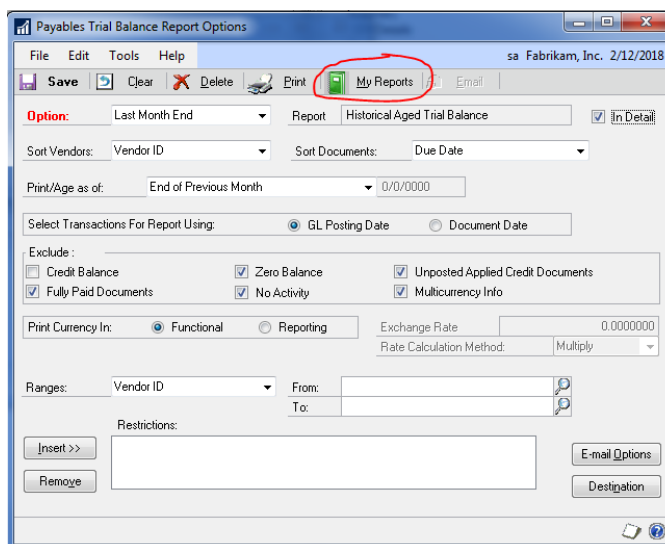 Payables Trial Balance Report Options
File Edit Tools Help sa Fabrikam, Inc. 2/12/2018
Save Clear Delete Print My Reports Email
Option: Last Month End Report Historical Aged Trial Balance In Detail
Sort Vendors: Vendor ID Sort Documents: Due Date
Print/Age as of: End of Previous Month 0/0/0000
Select Transactions For Report Using: GL Posting Date Document Date
Exclude :
Credit Balance Zero Balance Unposted Applied Credit Documents
Fully Paid Documents No Activity Multicurrency Info
Print Currency In: Functional Reporting Exchange Rate 0.0000000
Rate Calculation Method: Multiply
Ranges: Vendor ID From:
To:
Restrictions:
Insert >> E-mail Options
Remove Destination